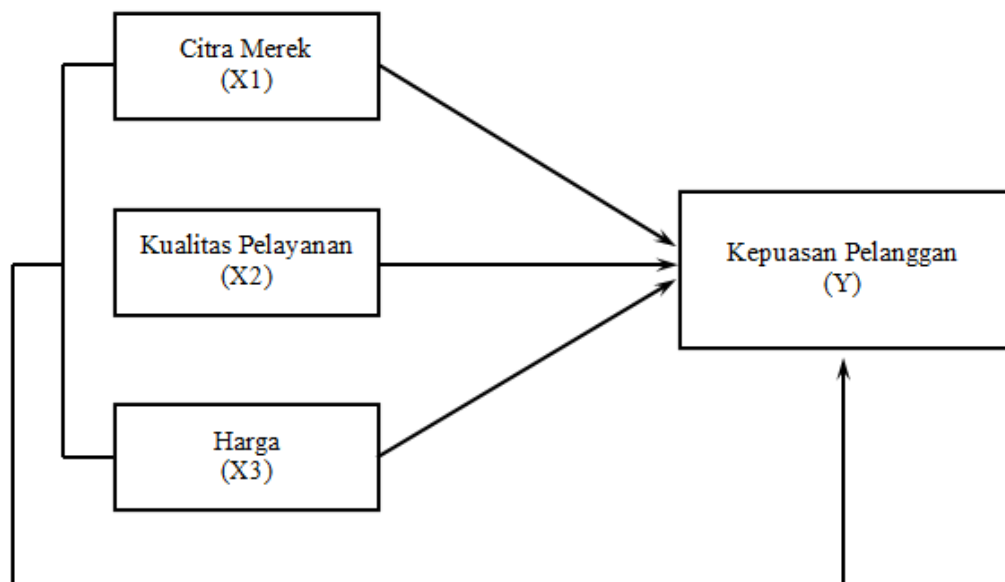 Citra Merek
(X1)
Kualitas Pelayanan
(X2)
Harga
(X3)
Kepuasan Pelanggan
(Y)